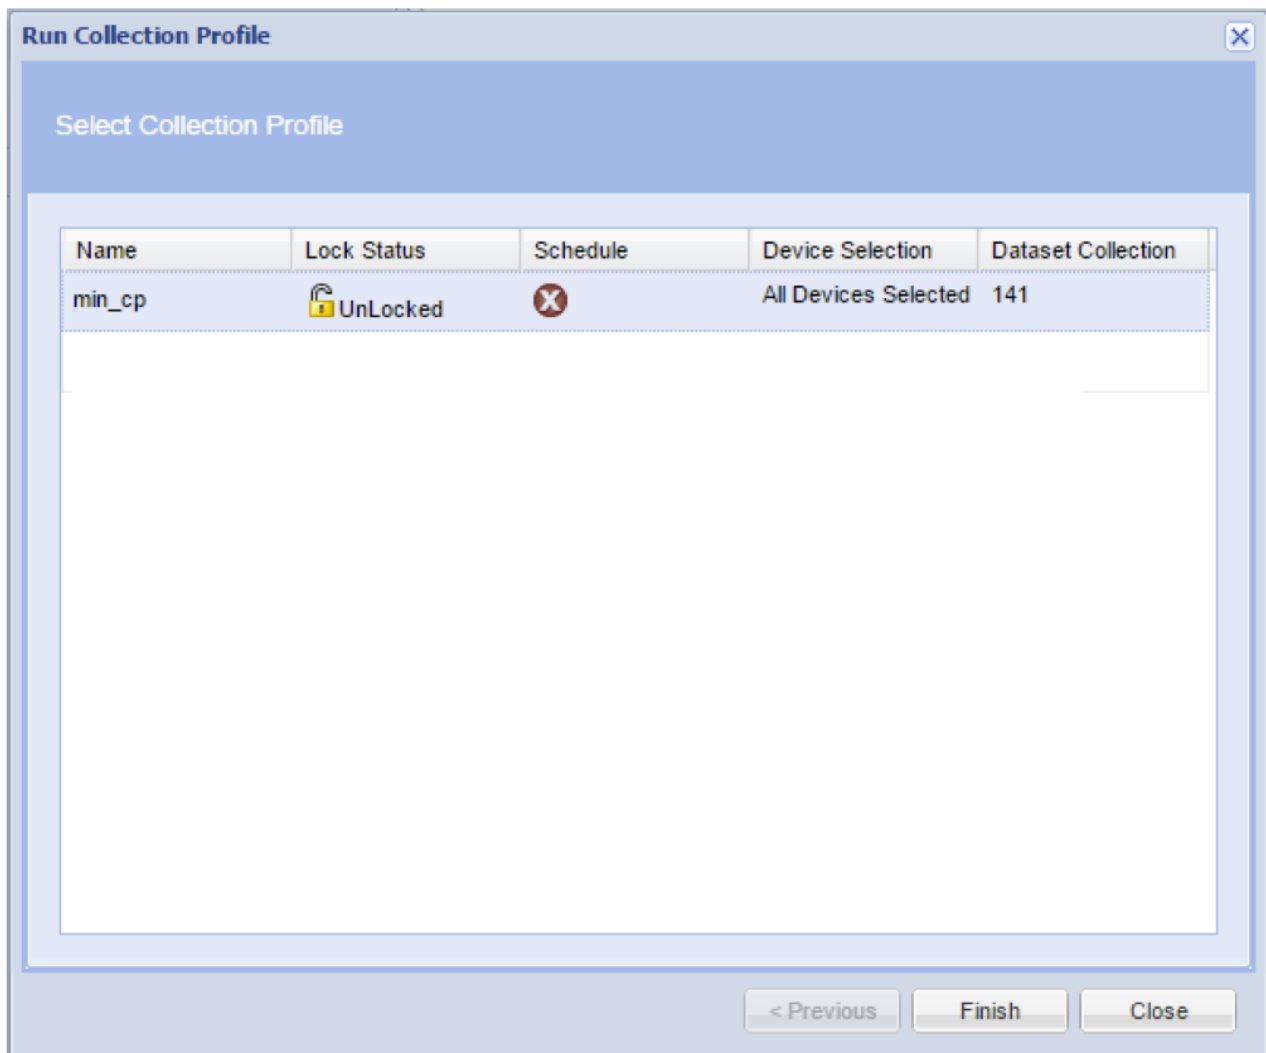 Run Collection Profile
Select Collection Profile
Name Lock Status Schedule Device Selection Dataset Collection
min_cp UnLocked All Devices Selected 141
< Previous Finish Close